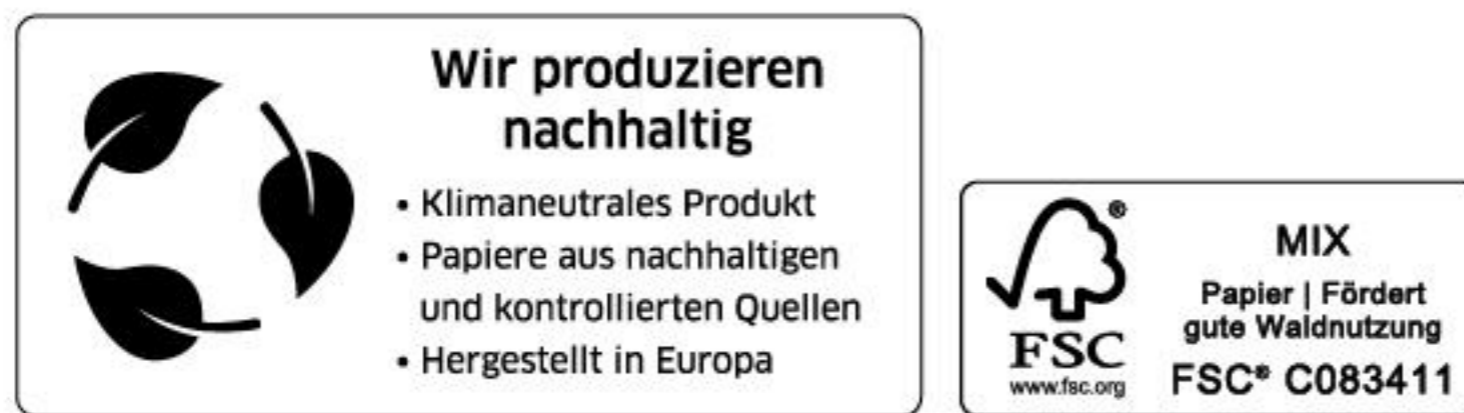 Wir produzieren
nachhaltig
• Klimaneutrales Produkt
• Papiere aus nachhaltigen
und kontrollierten Quellen
• Hergestellt in Europa
®
MIX
Papier | Fördert
gute Waldnutzung
FSC
www.fsc.org
FSC® C083411